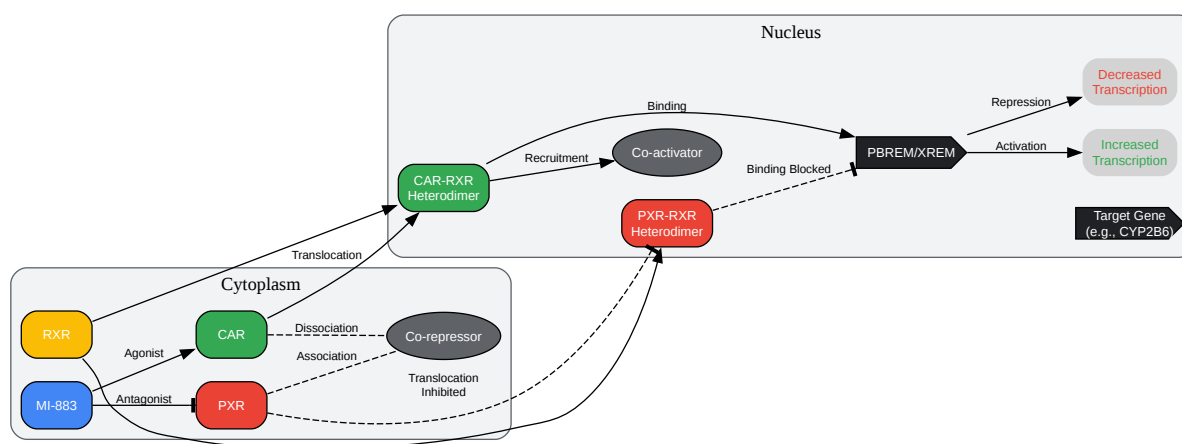 Nucleus
Decreased
Transcription
Repression
Binding
Co-activator
PBREM/XREM
Activation
Increased
Transcription
Recruitment
Binding Blocked
CAR-RXR
Heterodimer
PXR-RXR
Heterodimer
Target Gene
(e.g., CYP2B6)
Translocation
Cytoplasm
RXR
CAR
Dissociation
Co-repressor
Agonist
Association
Translocation
Inhibited
MI-883
Antagonist
PXR